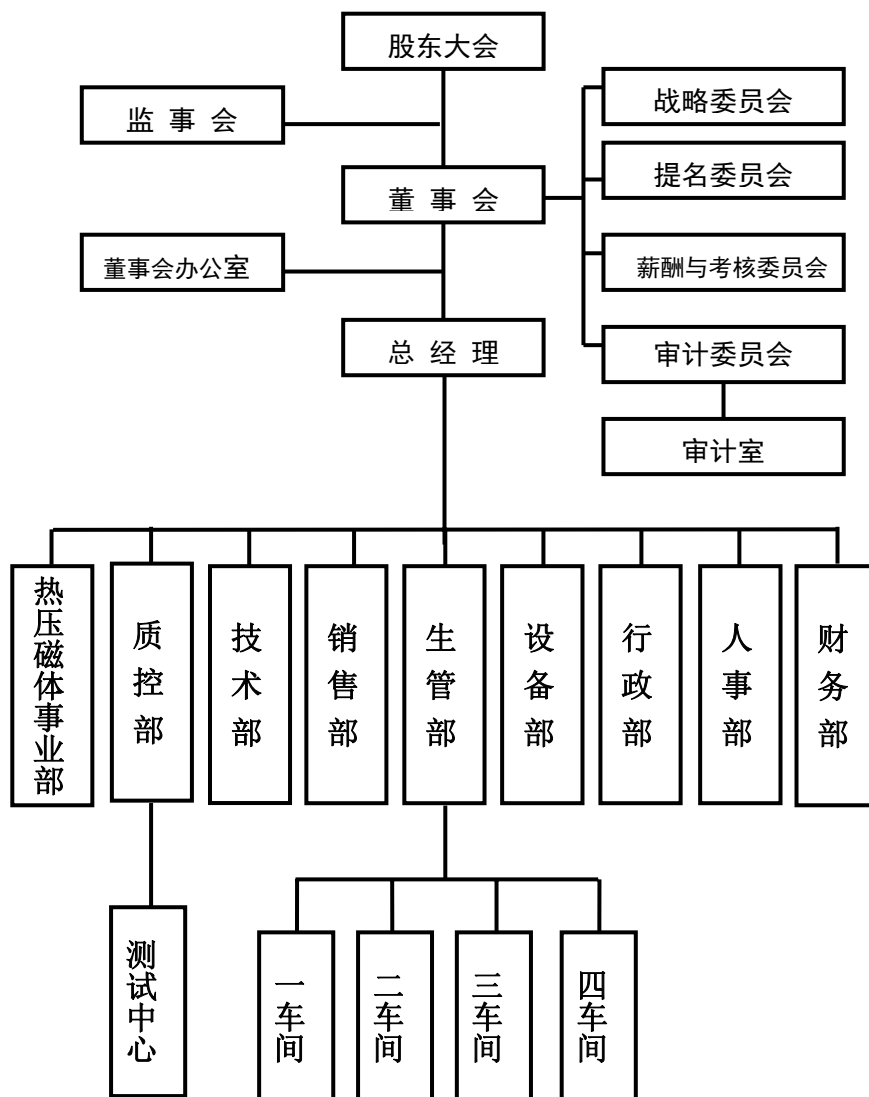 股东大会
战略委员会
监 事 会
提名委员会
董 事 会
董事会办公室
薪酬与考核委员会
总 经 理
审计委员会
审计室
热压磁体事业部
质控部
技术部
销售部
生管部
设备部
行政部
人事部
财务部
测试中心
一车间
二车间
三车间
四车间